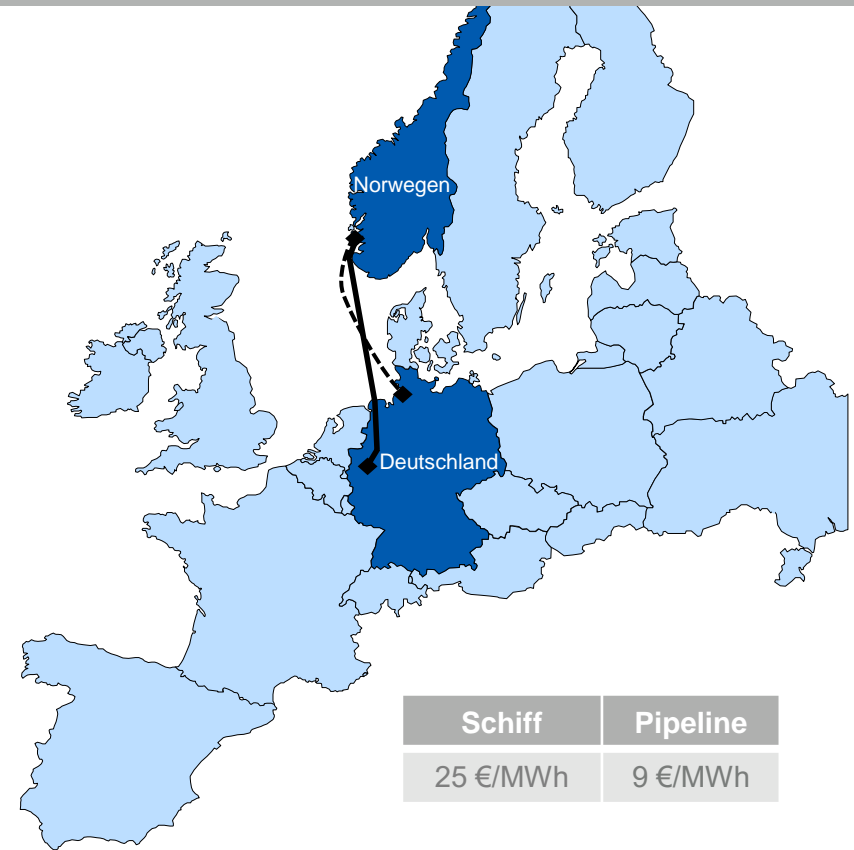 Norwegen
Deutschland
Schiff Pipeline
25 €/MWh 9 €/MWh